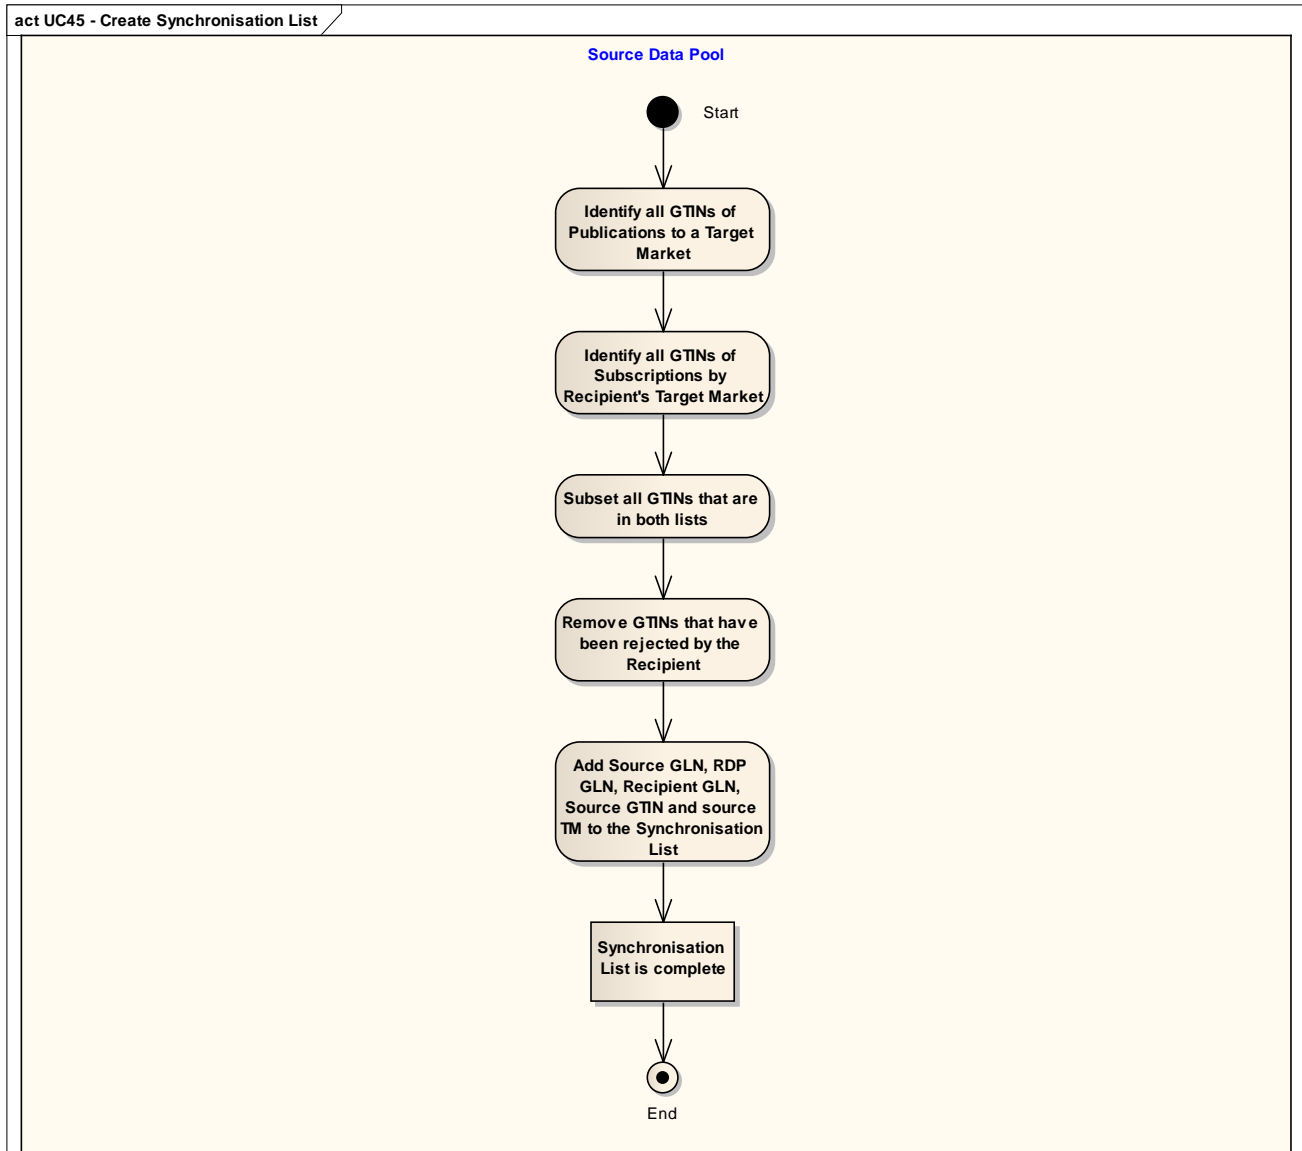 act UC45 - Create Synchronisation List
Source Data Pool
Start
Identify all GTINs of
Publications to a Target
Market
Identify all GTINs of
Subscriptions by
Recipient's Target Market
Subset all GTINs that are
in both lists
Remove GTINs that have
been rejected by the
Recipient
Add Source GLN, RDP
GLN, Recipient GLN,
Source GTIN and source
TM to the Synchronisation
List
Synchronisation
List is complete
End